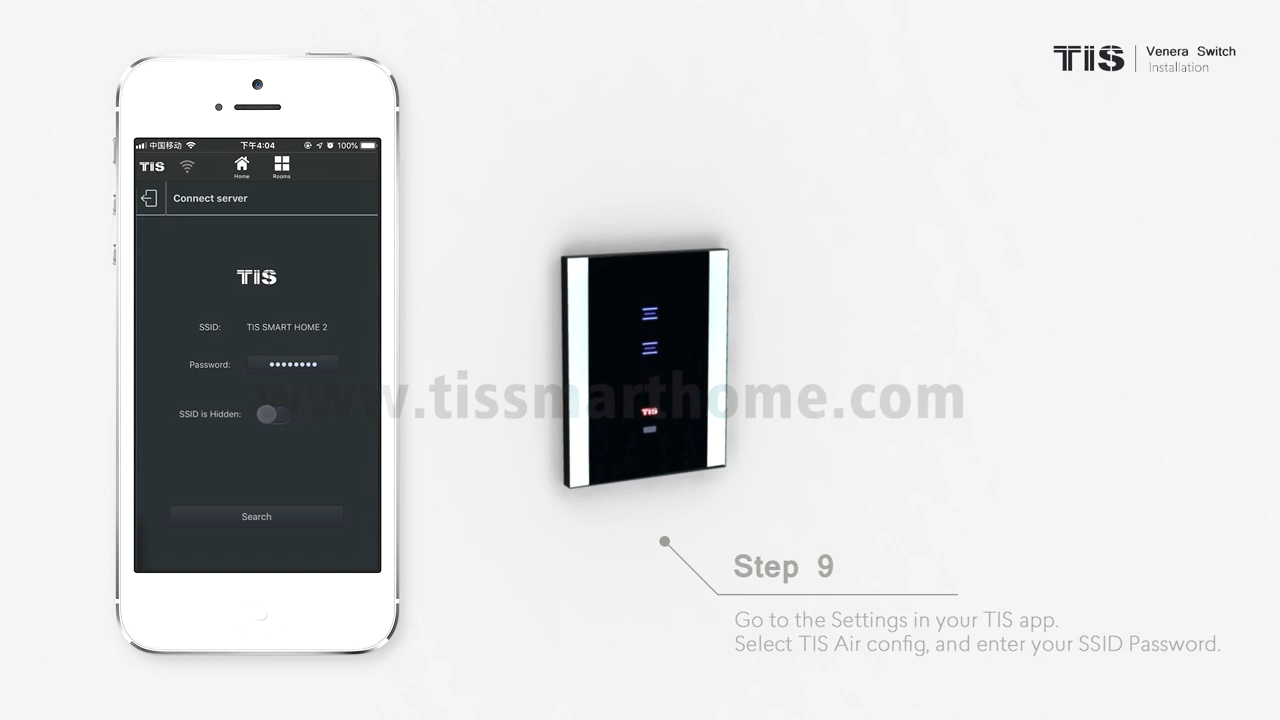 TIS
Venera Switch
Installation
中国移动
下午4:04
100%
TIS
Home
Rooms
Connect server
TIS
SSID: TIS SMART HOME 2
Password: ••••••••
SSID is Hidden:
Search
TIS
www.tissmarthome.com
Step 9
Go to the Settings in your TIS app.
Select TIS Air config, and enter your SSID Password.